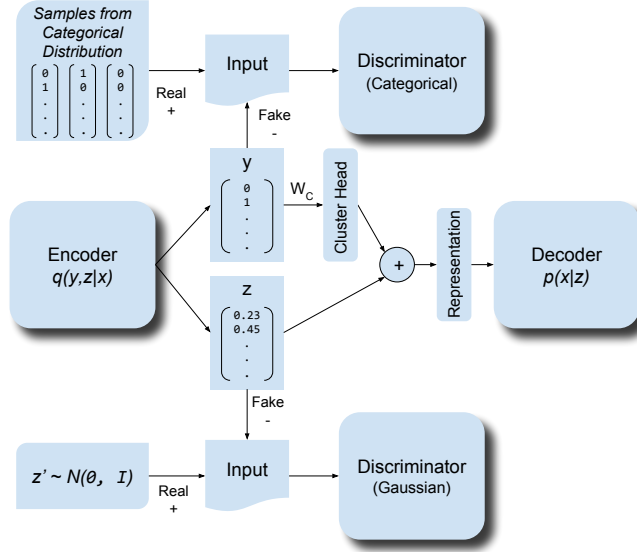 Samples from
Categorical
Distribution
0 1 0
1 0 0
. . .
. . .
. . .
Real
+
Input
Discriminator
(Categorical)
Fake
-
y
0
1
.
.
.
W_C
Cluster Head
Encoder
q(y,z|x)
+
Representation
Decoder
p(x|z)
z
0.23
0.45
.
.
.
Fake
-
z' ~ N(0, I)
Real
+
Input
Discriminator
(Gaussian)